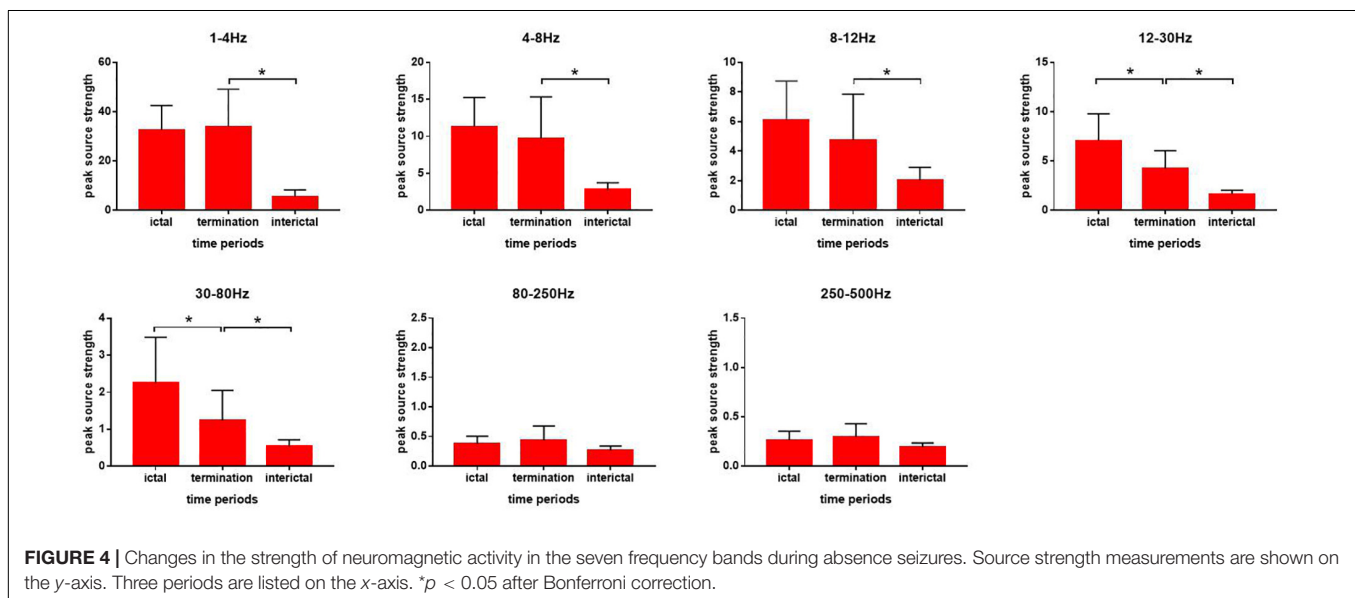 1-4Hz
60
40
20
0
peak source strength
*
ictal termination interictal
time periods
4-8Hz
20
15
10
5
0
peak source strength
*
ictal termination interictal
time periods
8-12Hz
10
8
6
4
2
0
peak source strength
*
ictal termination interictal
time periods
12-30Hz
15
10
5
0
peak source strength
* *
ictal termination interictal
time periods
30-80Hz
4
3
2
1
0
peak source strength
* *
ictal termination interictal
time periods
80-250Hz
2.5
2.0
1.5
1.0
0.5
0.0
peak source strength
ictal termination interictal
time periods
250-500Hz
1.5
1.0
0.5
0.0
peak source strength
ictal termination interictal
time periods
FIGURE 4 | Changes in the strength of neuromagnetic activity in the seven frequency bands during absence seizures. Source strength measurements are shown on
the y-axis. Three periods are listed on the x-axis. *p < 0.05 after Bonferroni correction.